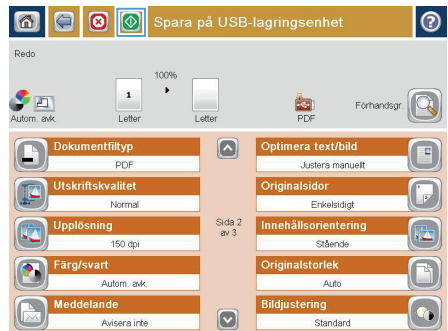 Spara på USB-lagringsenhet
Redo
100%
1
Autom. avk.
Letter
Letter
PDF
Förhandsgr.
Dokumentfiltyp
PDF
Optimera text/bild
Justera manuellt
Utskriftskvalitet
Normal
Originalsidor
Enkelsidigt
Upplösning
150 dpi
Sida 2
av 3
Innehållsorientering
Stående
Färg/svart
Autom. avk.
Originalstorlek
Auto
Meddelande
Avisera inte
Bildjustering
Standard